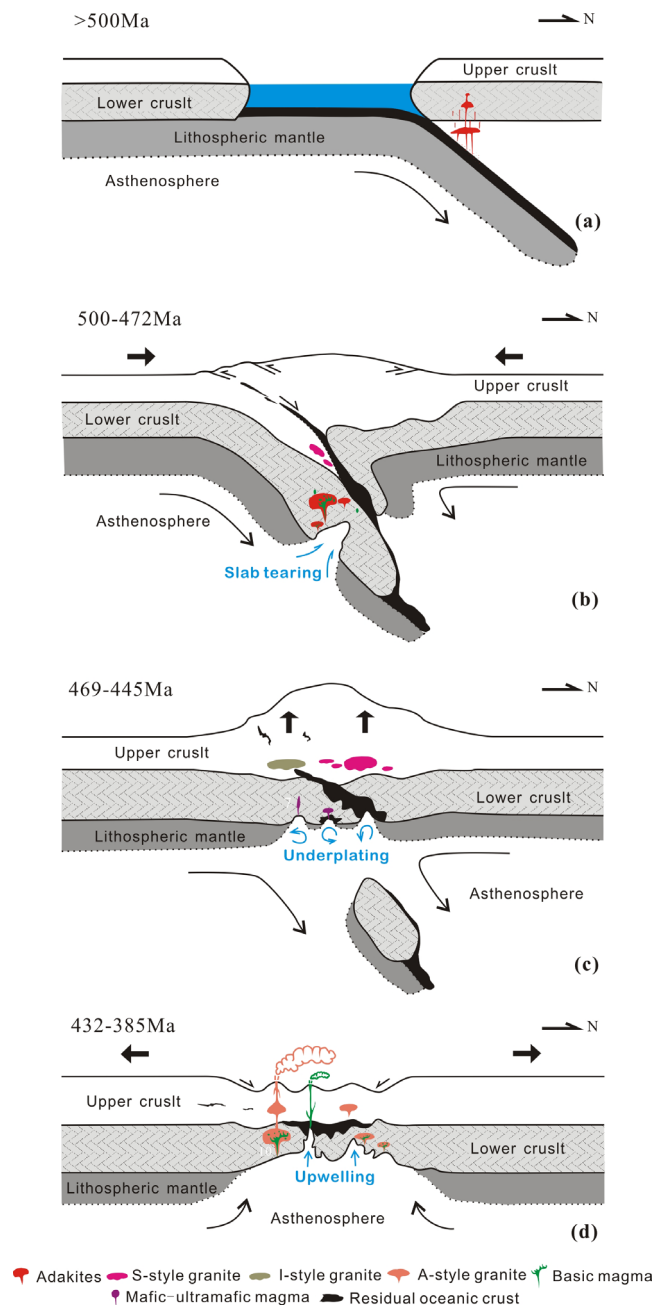 >500Ma
N
Upper cruslt
Lower cruslt
Lithospheric mantle
Asthenosphere
(a)
500-472Ma
N
Upper cruslt
Lower cruslt
Lithospheric mantle
Asthenosphere
Slab tearing
(b)
469-445Ma
N
Upper cruslt
Lower cruslt
Lithospheric mantle
Underplating
Asthenosphere
(c)
432-385Ma
N
Upper cruslt
Lower cruslt
Upwelling
Lithospheric mantle
Asthenosphere
(d)
Adakites S-style granite I-style granite A-style granite Basic magma
Mafic-ultramafic magma Residual oceanic crust